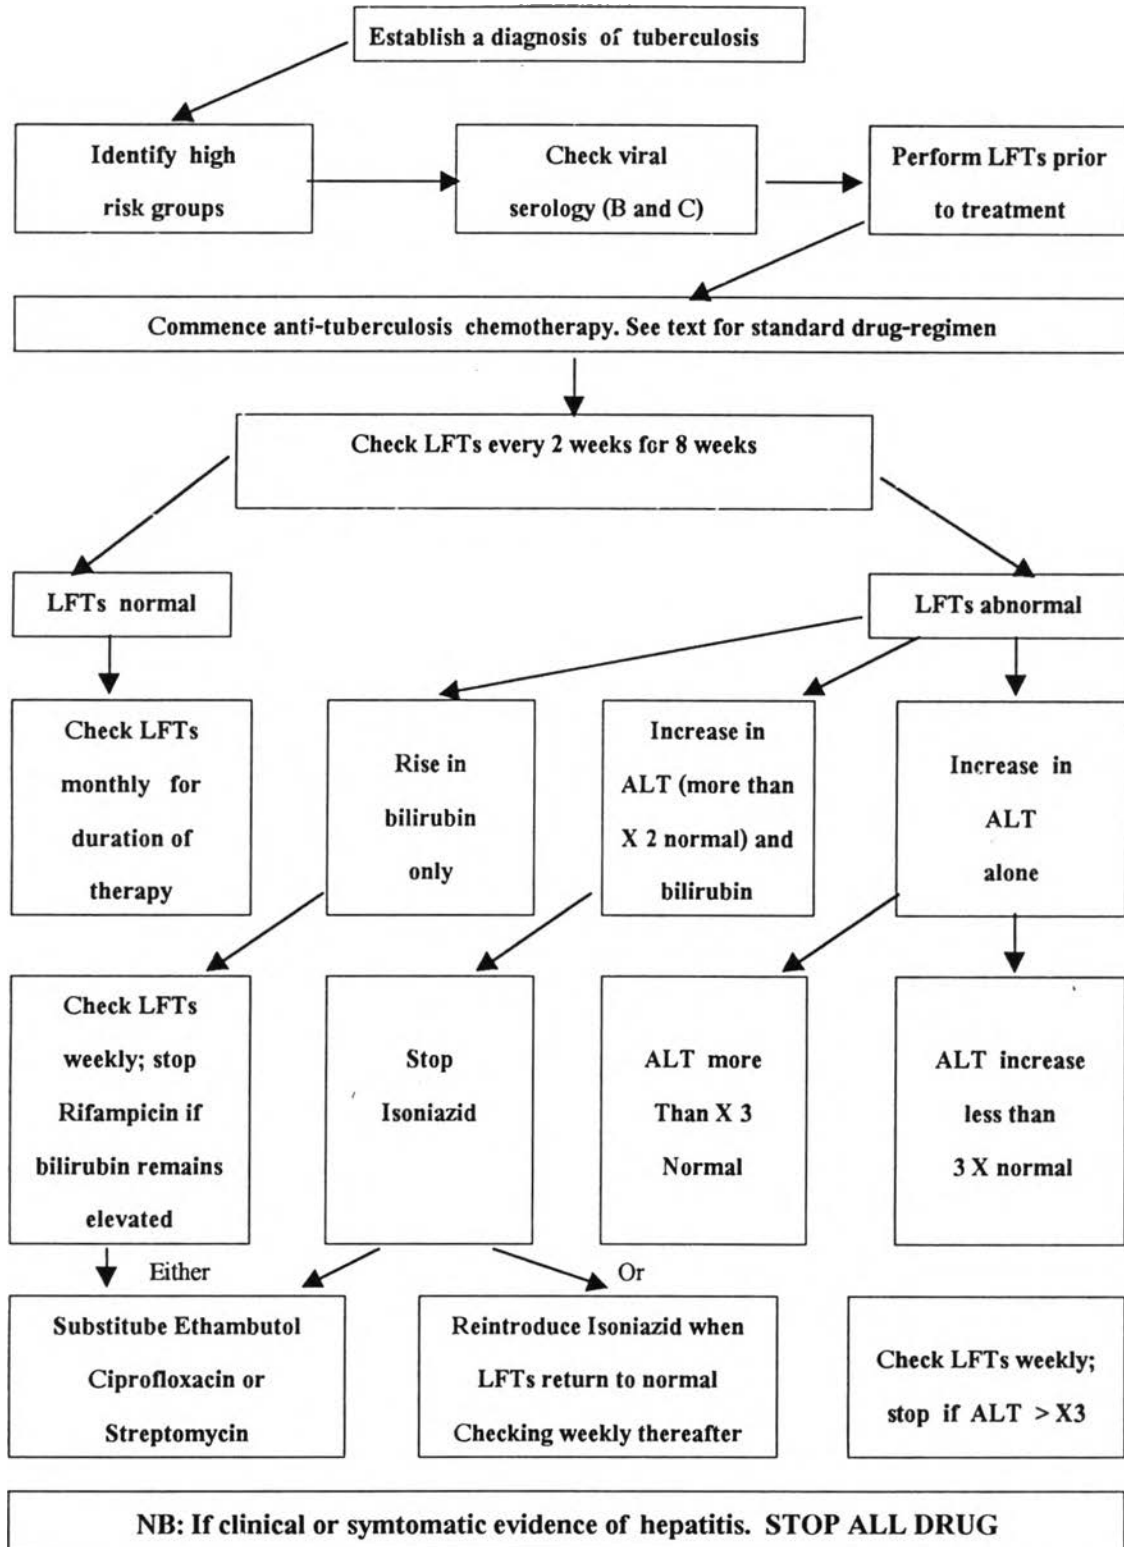 Establish a diagnosis of tuberculosis
Identify high
risk groups
Check viral
serology (B and C)
Perform LFTs prior
to treatment
Commence anti-tuberculosis chemotherapy. See text for standard drug-regimen
Check LFTs every 2 weeks for 8 weeks
LFTs normal
LFTs abnormal
Check LFTs
monthly for
duration of
therapy
Rise in
bilirubin
only
Increase in
ALT (more than
X 2 normal) and
bilirubin
Increase in
ALT
alone
Check LFTs
weekly; stop
Rifampicin if
bilirubin remains
elevated
Stop
Isoniazid
ALT more
Than X 3
Normal
ALT increase
less than
3 X normal
Either
Or
Substitube Ethambutol
Ciprofloxacin or
Streptomycin
Reintroduce Isoniazid when
LFTs return to normal
Checking weekly thereafter
Check LFTs weekly;
stop if ALT > X3
NB: If clinical or symtomatic evidence of hepatitis. STOP ALL DRUG